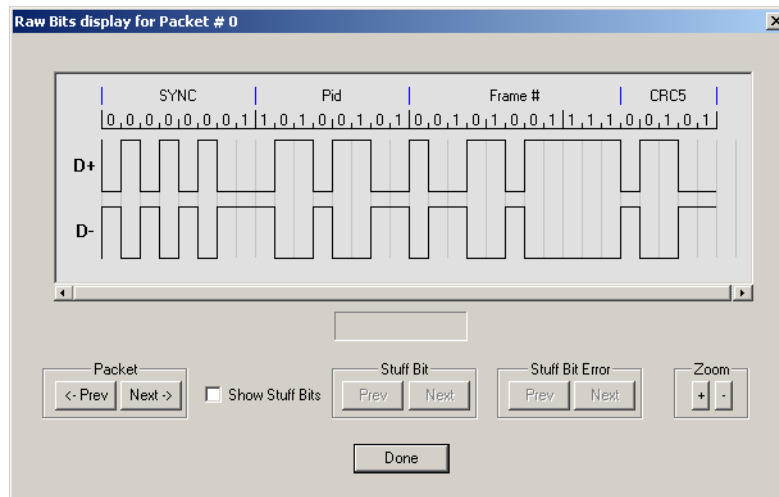 Raw Bits display for Packet # 0
SYNC Pid Frame # CRC5
0,0,0,0,0,0,0,1 1,0,1,0,0,1,0,1 0,0,1,0,1,0,0,1 1,1,1 0,0,1,0,1
D+
D-
Packet Stuff Bit Stuff Bit Error Zoom
<- Prev Next -> Show Stuff Bits Prev Next Prev Next + -
Done